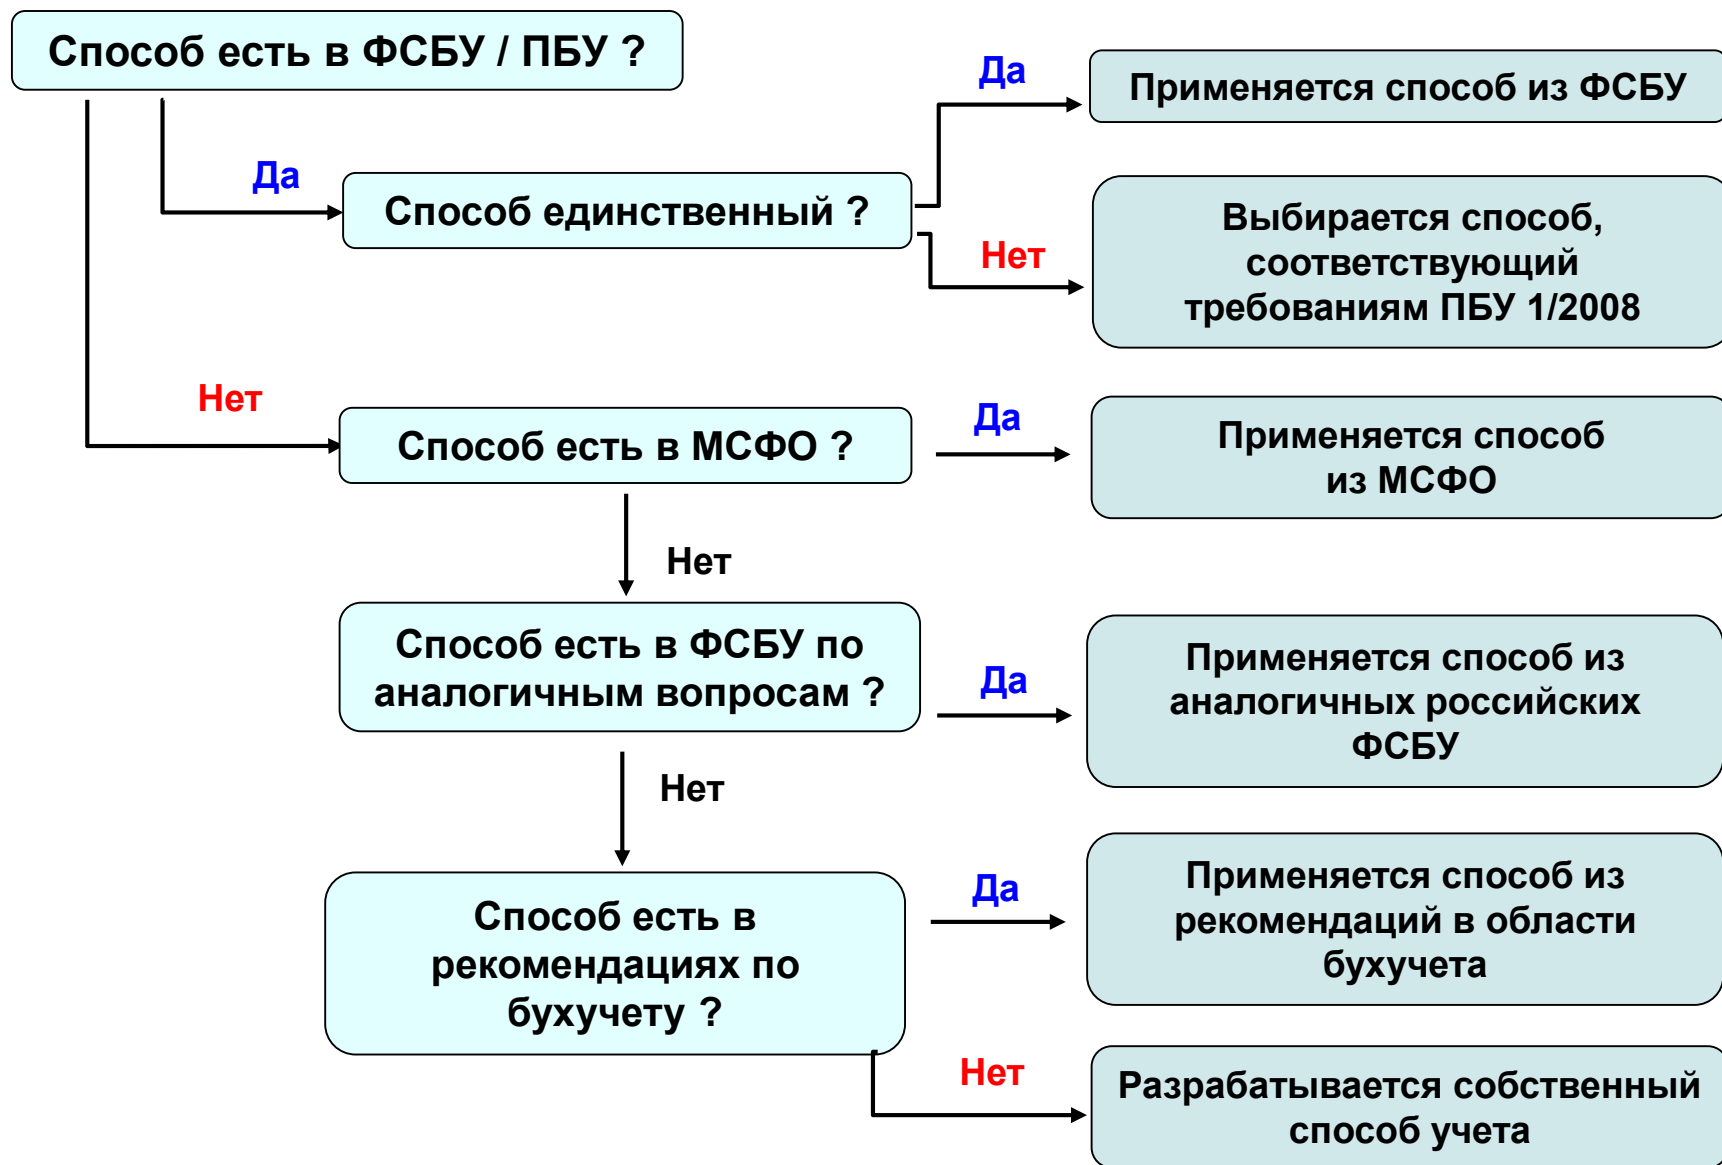 Способ есть в ФСБУ / ПБУ ?
Да
Применяется способ из ФСБУ
Да
Способ единственный ?
Нет
Выбирается способ,
соответствующий
требованиям ПБУ 1/2008
Нет
Способ есть в МСФО ?
Да
Применяется способ
из МСФО
Нет
Способ есть в ФСБУ по
аналогичным вопросам ?
Да
Применяется способ из
аналогичных российских
ФСБУ
Нет
Способ есть в
рекомендациях по
бухучету ?
Да
Применяется способ из
рекомендаций в области
бухучета
Нет
Разрабатывается собственный
способ учета